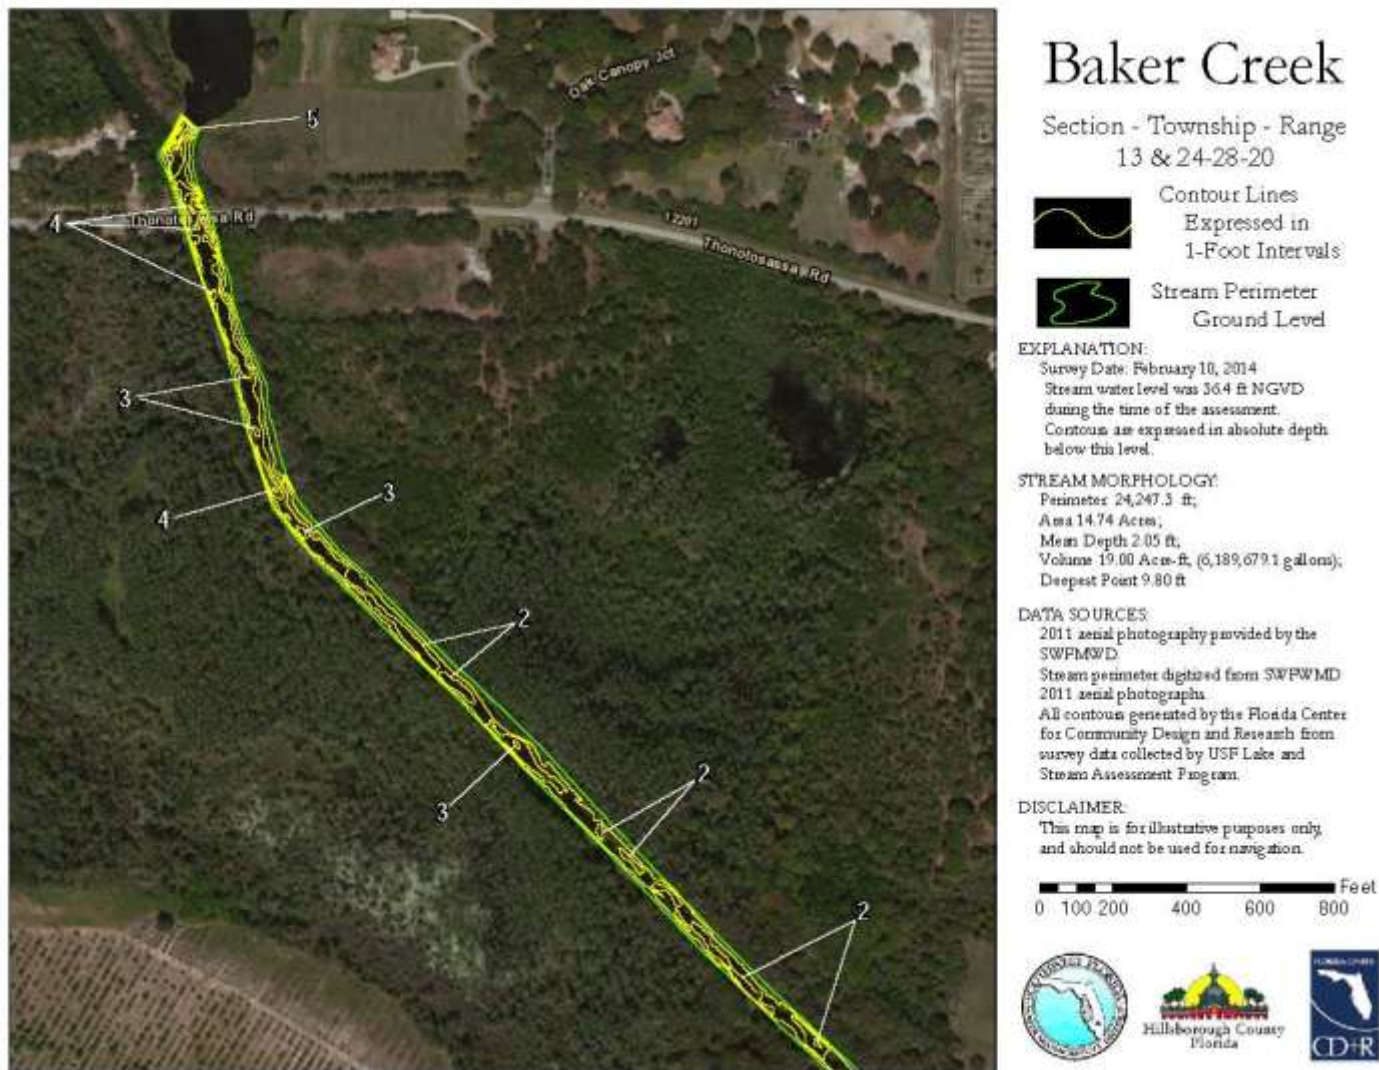 Baker Creek
Section - Township - Range
13 & 24-28-20
Contour Lines
Expressed in
1-Foot Intervals
Stream Perimeter
Ground Level
EXPLANATION:
Survey Date: February 10, 2014
Stream water level was 36.4 ft NGVD
during the time of the assessment.
Contours are expressed in absolute depth
below this level.
STREAM MORPHOLOGY:
Perimeter 24,247.3 ft;
Area 14.74 Acres;
Mean Depth 2.05 ft;
Volume 19.00 Acre-ft, (6,189,679.1 gallons);
Deepest Point 9.80 ft
DATA SOURCES:
2011 aerial photography provided by the
SWFMWD.
Stream perimeter digitized from SWFWMD
2011 aerial photographs.
All contours generated by the Florida Center
for Community Design and Research from
survey data collected by USF Lake and
Stream Assessment Program.
DISCLAIMER:
This map is for illustrative purposes only,
and should not be used for navigation.
Feet
0 100 200 400 600 800
Hillsborough County
Florida
FLORIDA CENTER
CD+R
Oak Canopy Jct
5
4
Rd
12201
Thonotosassa Rd
3
4
3
2
3
2
2